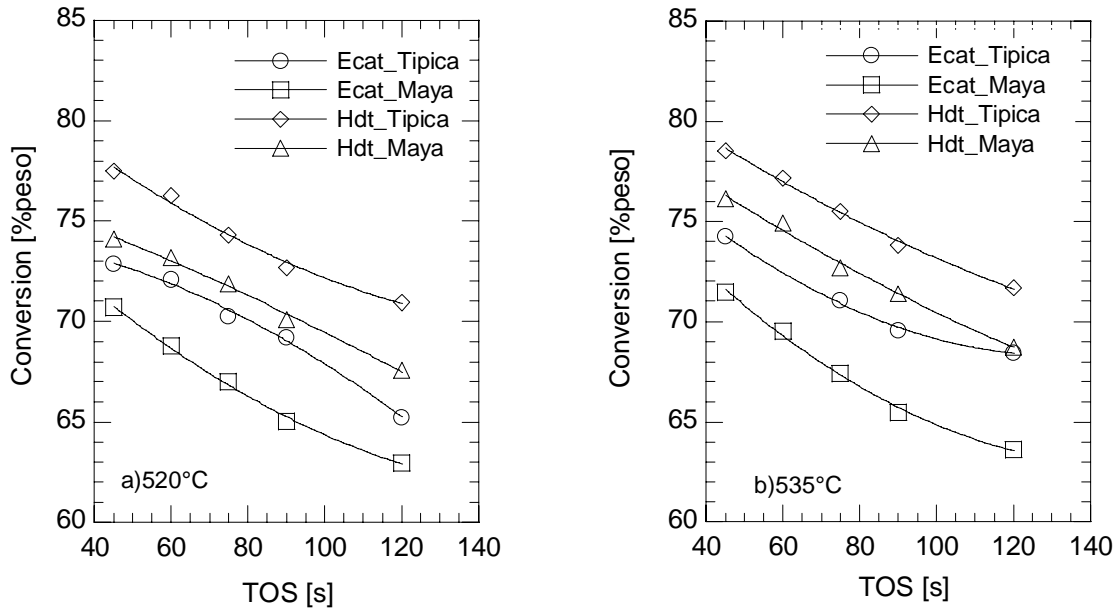 85
80
75
70
65
60
Conversion [%peso]
Ecat_Tipica
Ecat_Maya
Hdt_Tipica
Hdt_Maya
a)520°C
40 60 80 100 120 140
TOS [s]
85
80
75
70
65
60
Conversion [%peso]
Ecat_Tipica
Ecat_Maya
Hdt_Tipica
Hdt_Maya
b)535°C
40 60 80 100 120 140
TOS [s]